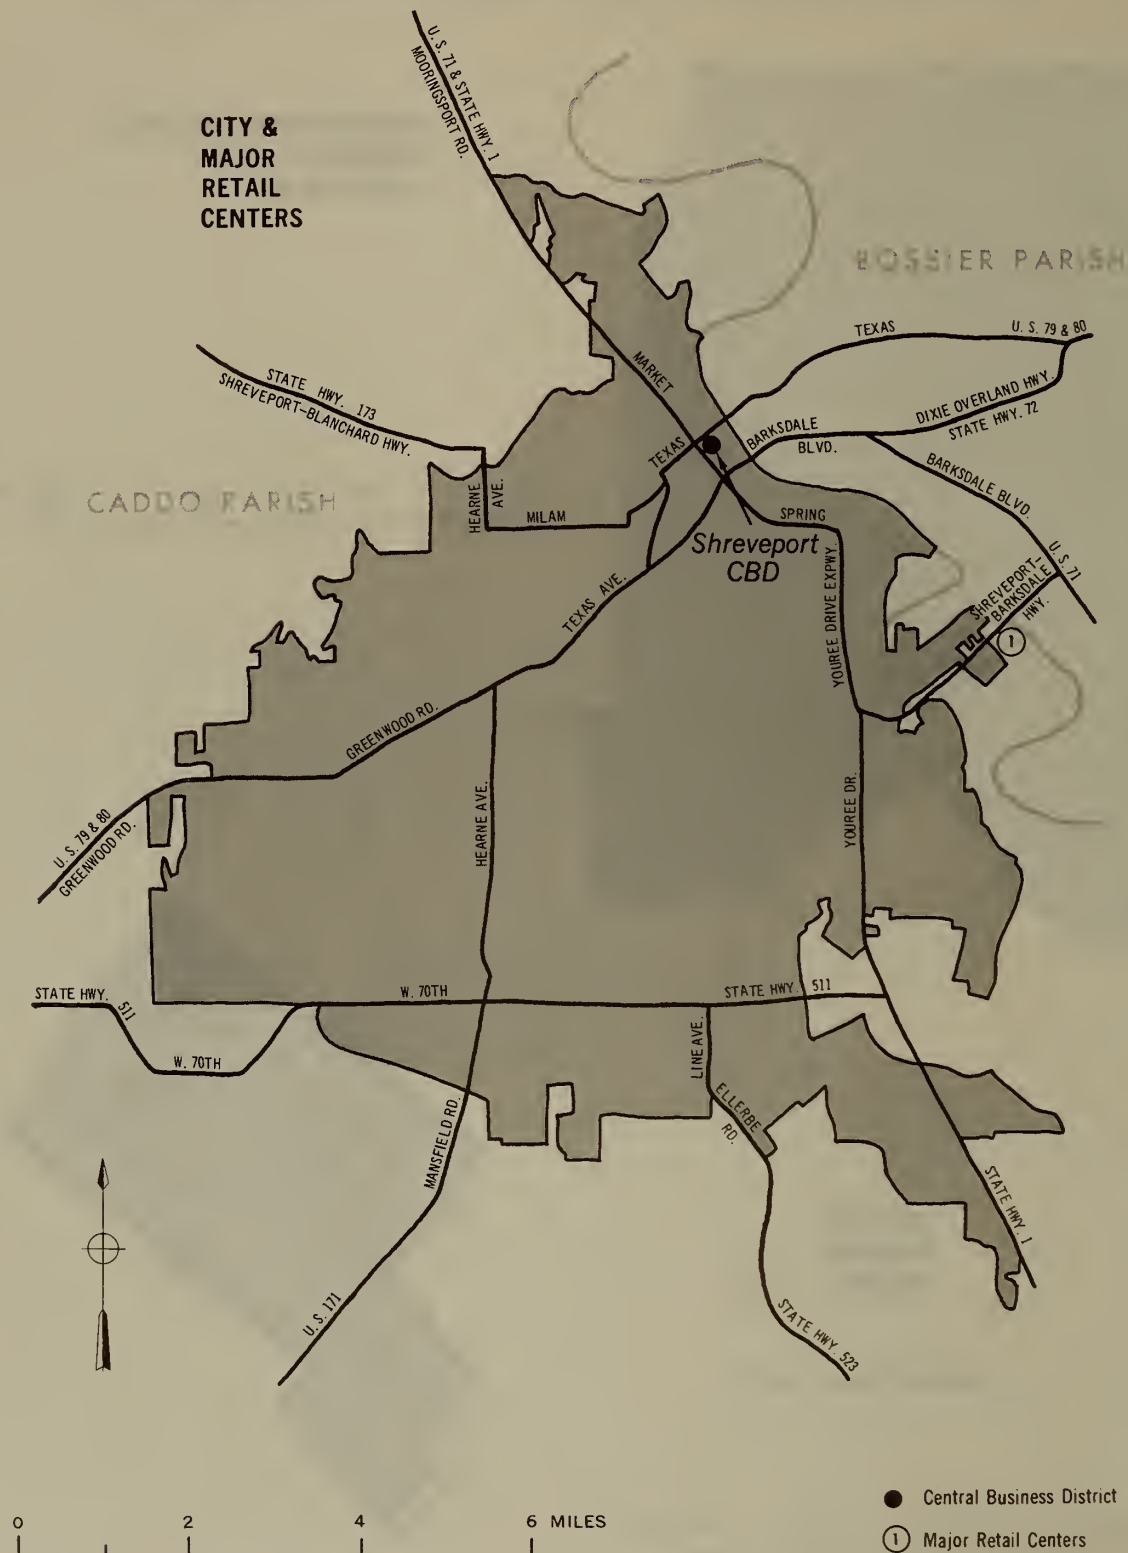 CITY &
MAJOR
RETAIL
CENTERS
U. S. 71 & STATE HWY. 1
MOORINGSPORT RD.
BOSSIER PARISH
TEXAS
U. S. 79 & 80
STATE HWY. 173
SHREVEPORT-BLANCHARD HWY.
MARKET
DIXIE OVERLAND HWY.
STATE HWY. 72
TEXAS
BARKSDALE
BLVD.
BARKSDALE BLVD.
CADDO PARISH
HEARNE
AVE.
MILAM
SPRING
Shreveport
CBD
U. S. 71
SHREVEPORT-
BARKSDALE
HWY.
1
TEXAS AVE.
YOUREE DRIVE EXPWY.
GREENWOOD RD.
HEARNE AVE.
YOUREE DR.
U. S. 79 & 80
GREENWOOD RD.
STATE HWY.
511
W. 70TH
W. 70TH
STATE HWY. 511
LINE AVE.
ELLERBE
RD.
MANSFIELD RD.
STATE HWY. 1
U. S. 171
STATE HWY. 523
0 2 4 6 MILES
Central Business District
1 Major Retail Centers